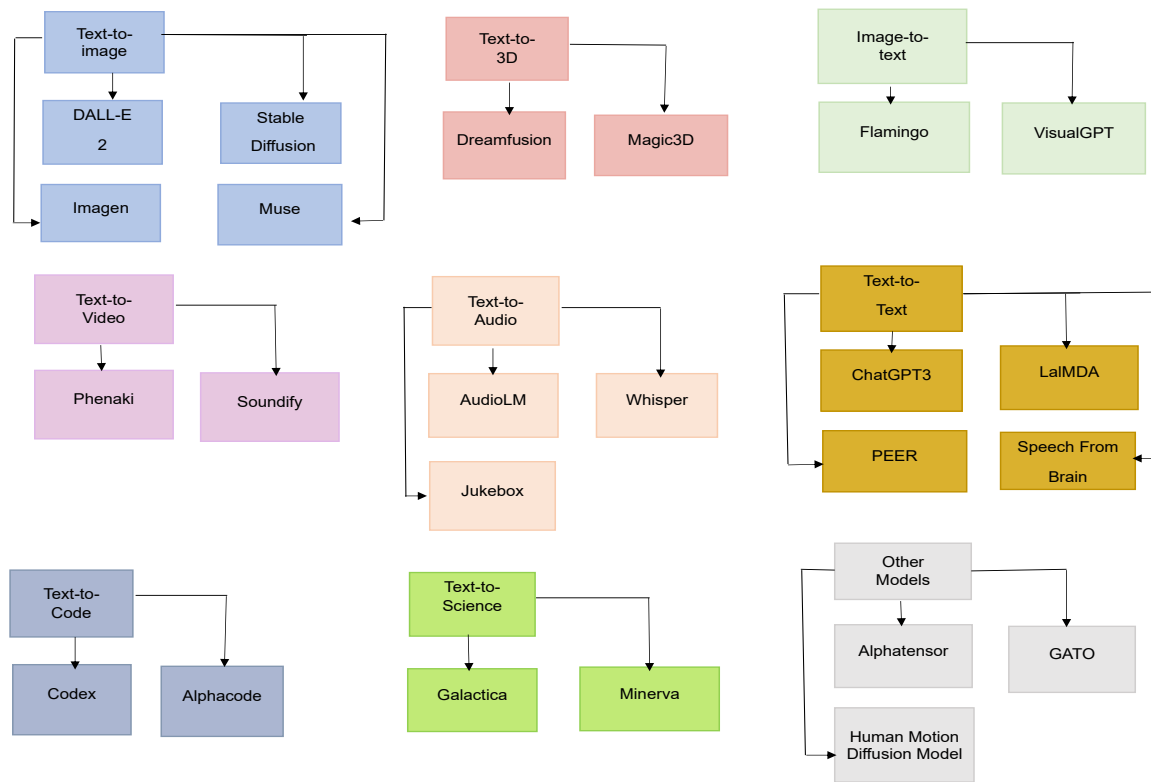 Text-to-
image
DALL-E
2
Stable
Diffusion
Imagen
Muse
Text-to-
3D
Dreamfusion
Magic3D
Image-to-
text
Flamingo
VisualGPT
Text-to-
Video
Phenaki
Soundify
Text-to-
Audio
AudioLM
Whisper
Jukebox
Text-to-
Text
ChatGPT3
LalMDA
PEER
Speech From
Brain
Text-to-
Code
Codex
Alphacode
Text-to-
Science
Galactica
Minerva
Other
Models
Alphatensor
GATO
Human Motion
Diffusion Model